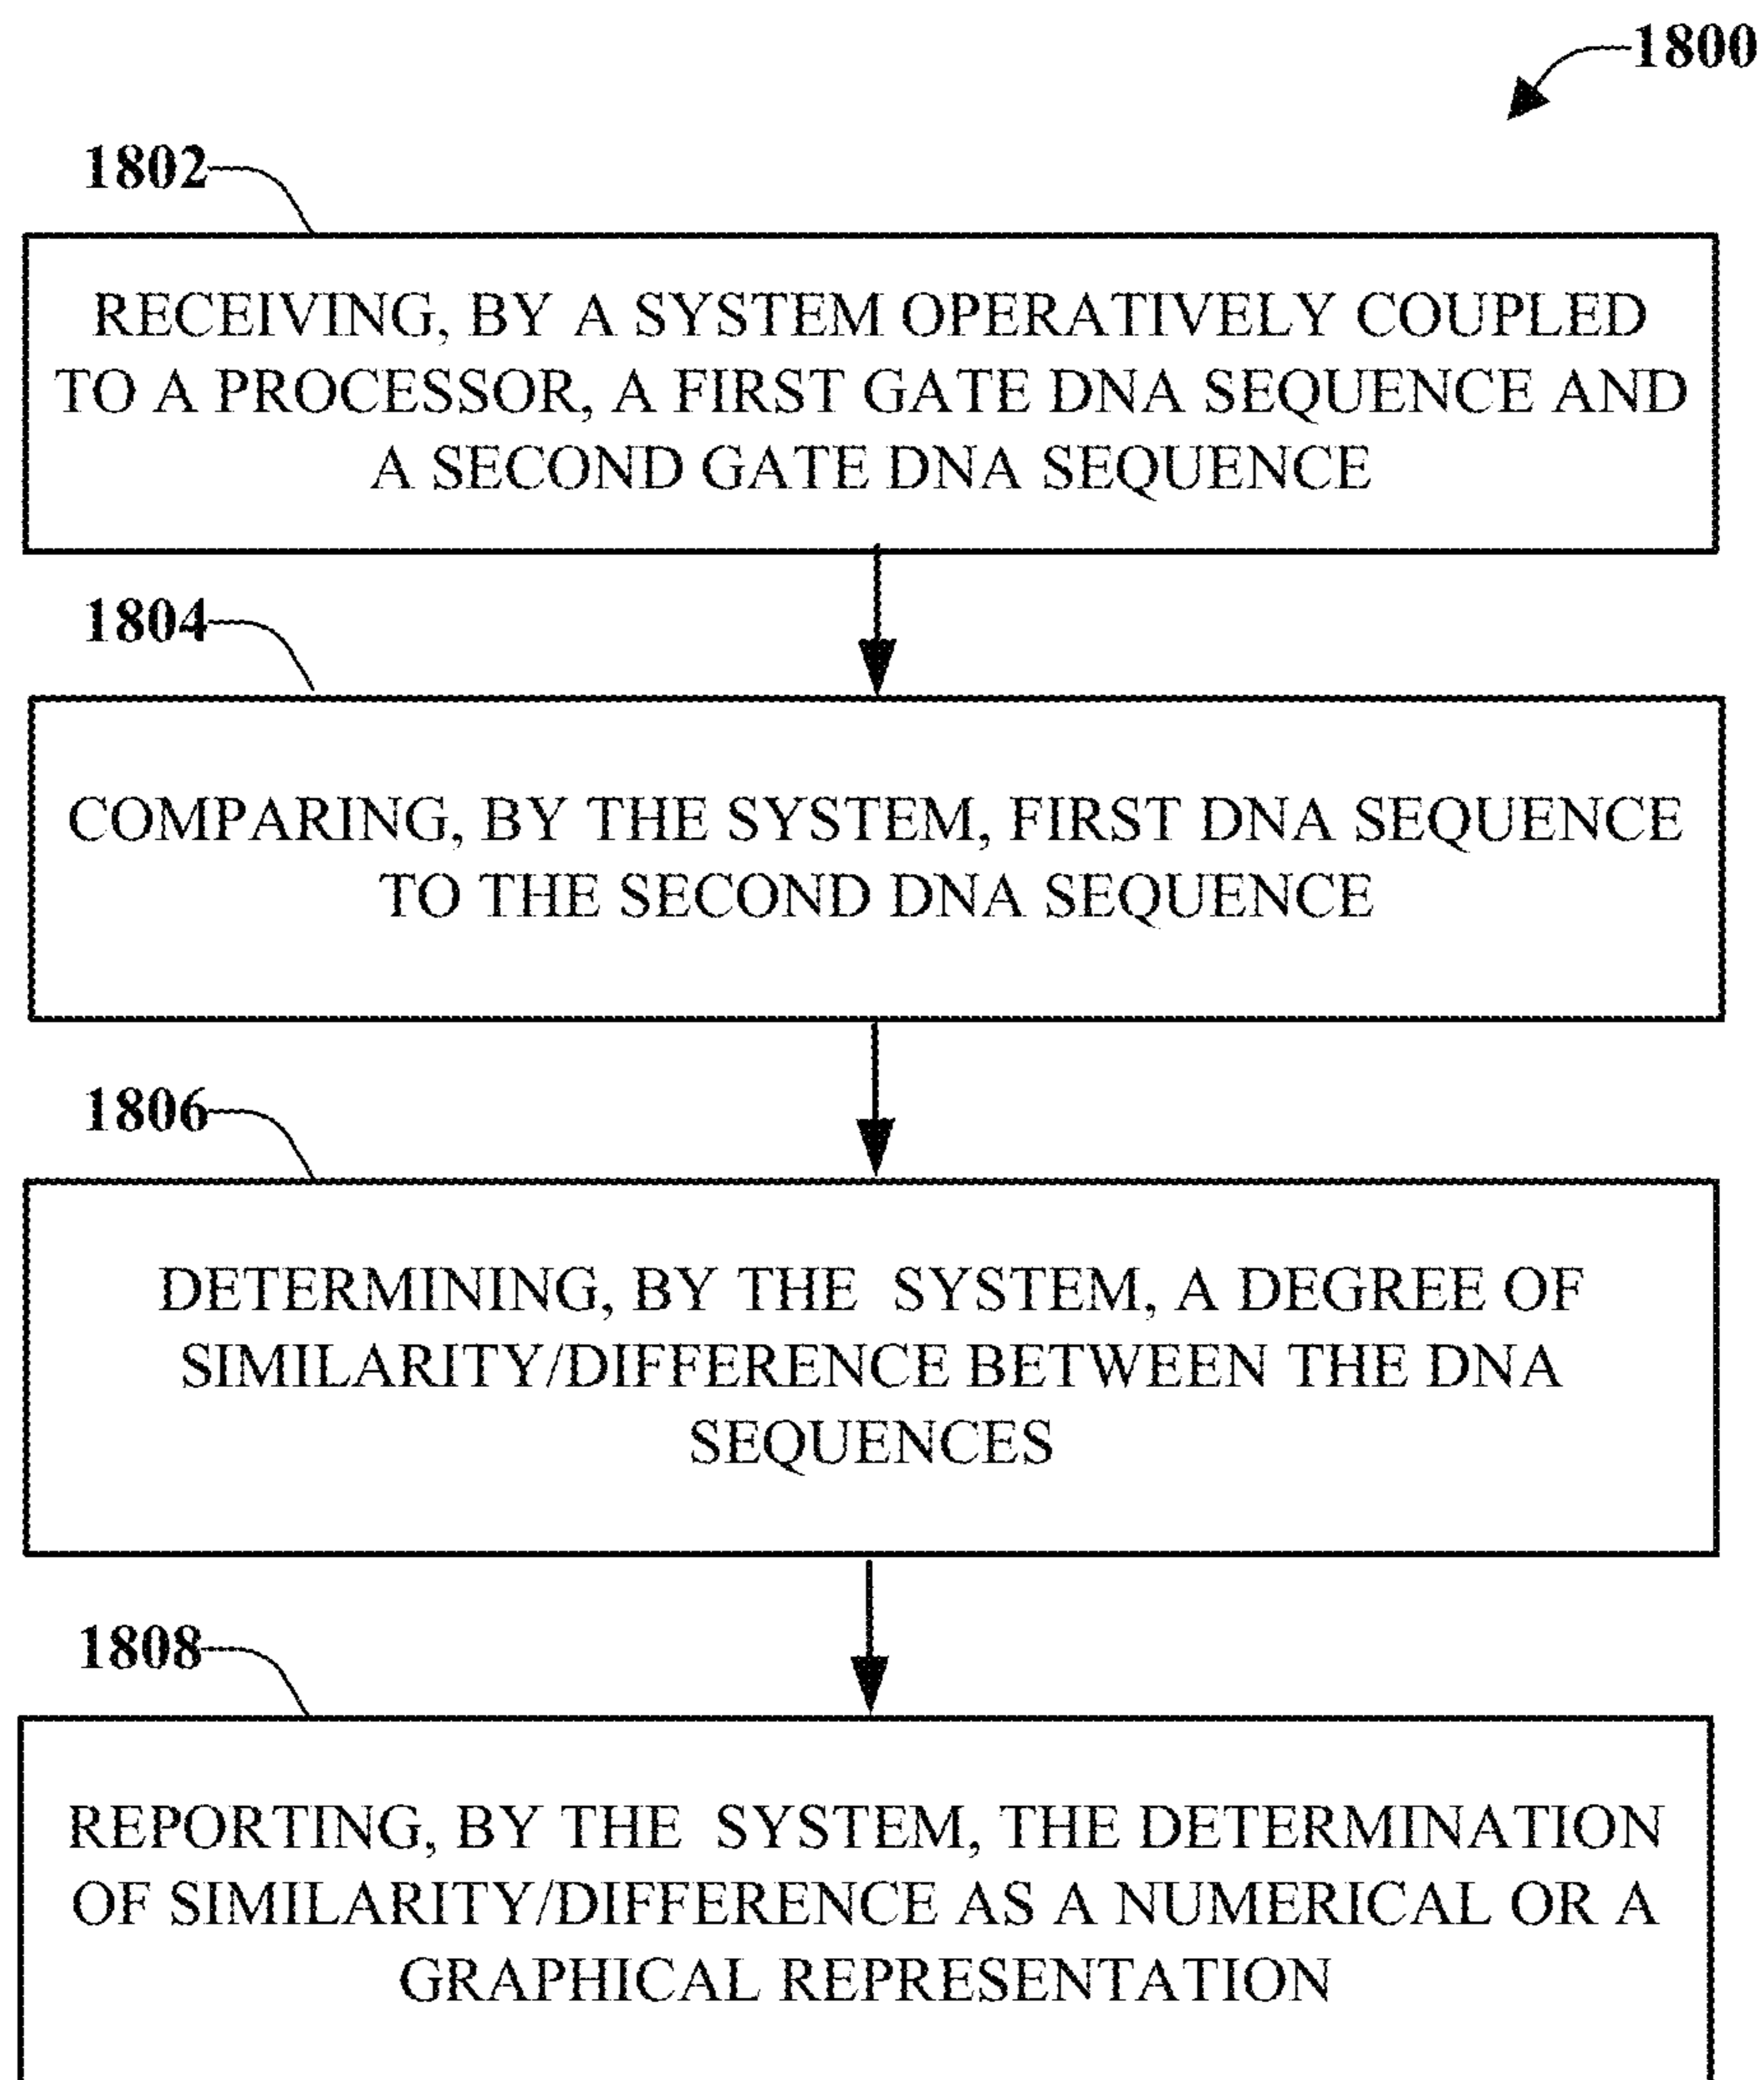 1800
1802
RECEIVING, BY A SYSTEM OPERATIVELY COUPLED
TO A PROCESSOR, A FIRST GATE DNA SEQUENCE AND
A SECOND GATE DNA SEQUENCE
1804
COMPARING, BY THE SYSTEM, FIRST DNA SEQUENCE
TO THE SECOND DNA SEQUENCE
1806
DETERMINING, BY THE SYSTEM, A DEGREE OF
SIMILARITY/DIFFERENCE BETWEEN THE DNA
SEQUENCES
1808
REPORTING, BY THE SYSTEM, THE DETERMINATION
OF SIMILARITY/DIFFERENCE AS A NUMERICAL OR A
GRAPHICAL REPRESENTATION